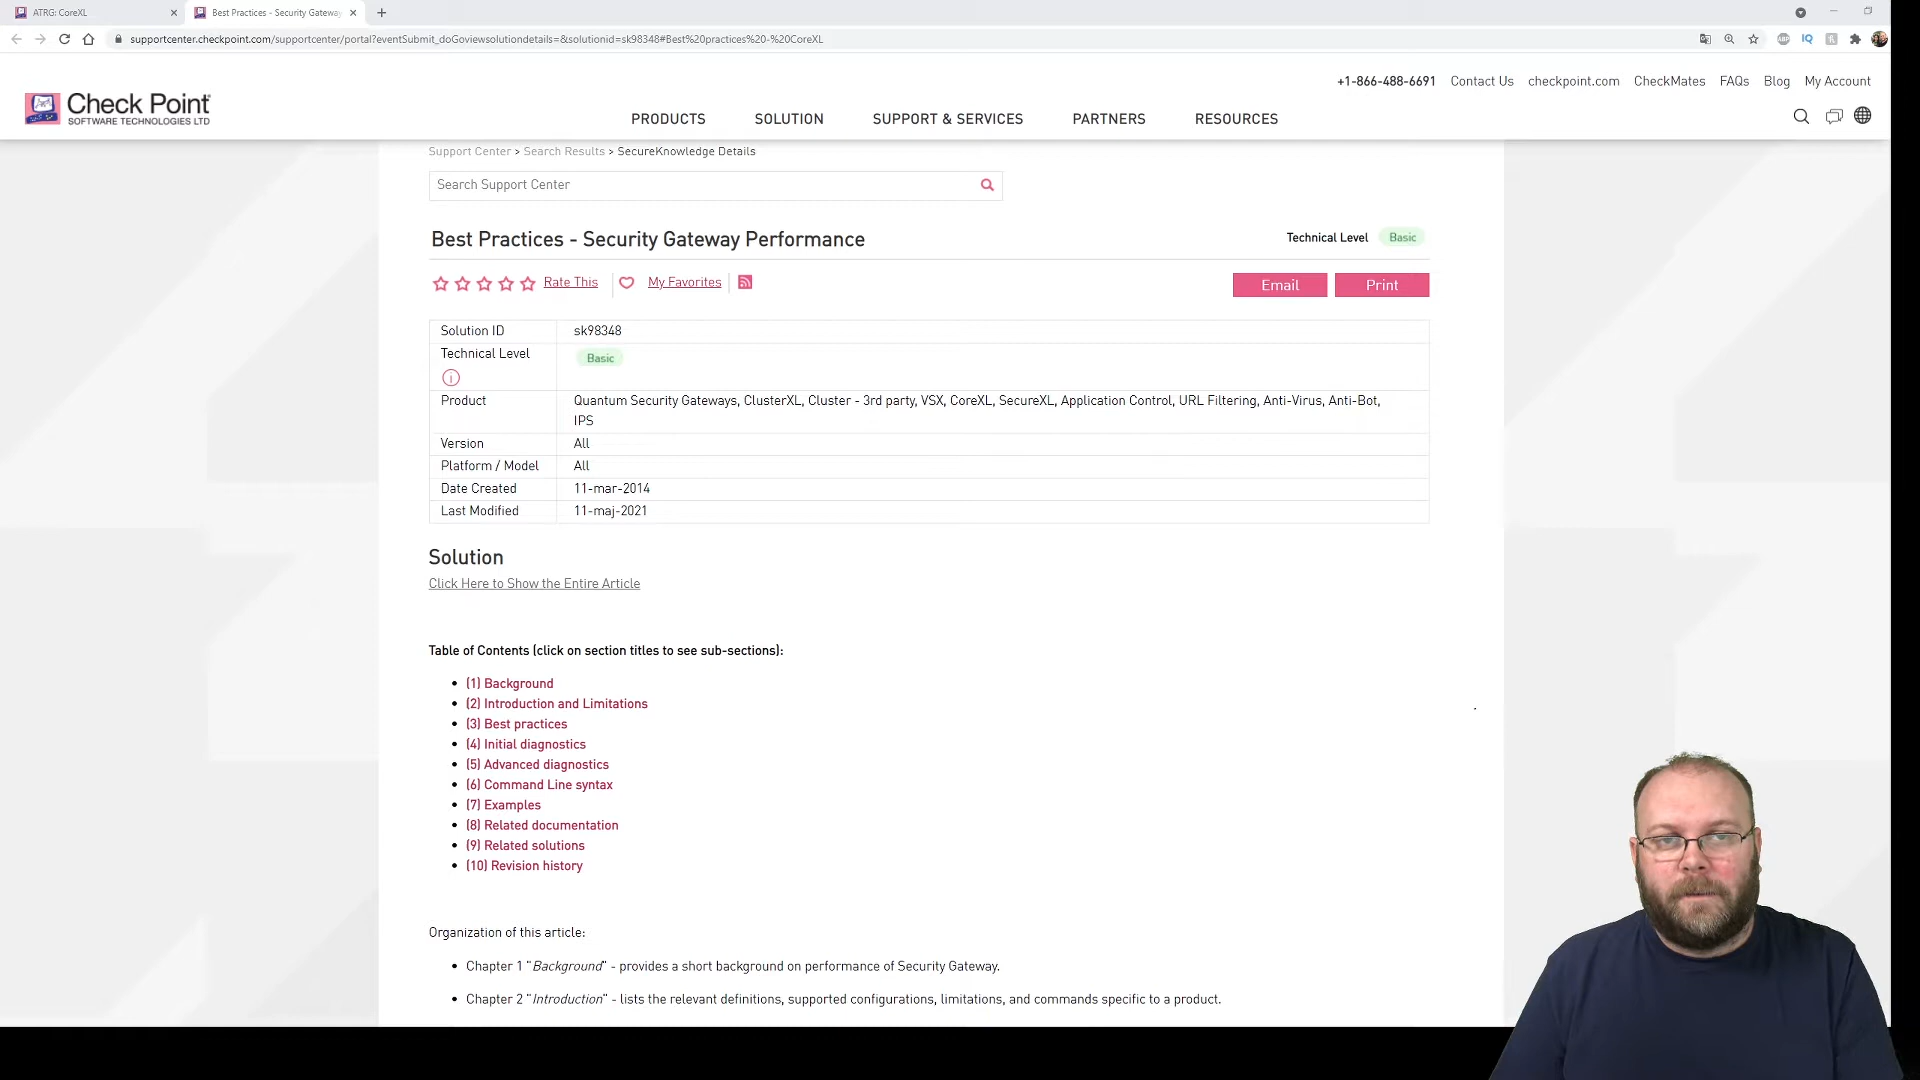 ATRG: CoreXL
Best Practices - Security Gateway
supportcenter.checkpoint.com/supportcenter/portal?eventSubmit_doGoviewsolutiondetails=&solutionid=sk98348#Best%20practices%20-%20CoreXL
+1-866-488-6691 Contact Us checkpoint.com CheckMates FAQs Blog My Account
Check Point
SOFTWARE TECHNOLOGIES LTD
PRODUCTS SOLUTION SUPPORT & SERVICES PARTNERS RESOURCES
Support Center > Search Results > SecureKnowledge Details
Search Support Center
Best Practices - Security Gateway Performance
Technical Level Basic
Rate This My Favorites
Email Print
Solution ID sk98348
Technical Level Basic
Product Quantum Security Gateways, ClusterXL, Cluster - 3rd party, VSX, CoreXL, SecureXL, Application Control, URL Filtering, Anti-Virus, Anti-Bot,
IPS
Version All
Platform / Model All
Date Created 11-mar-2014
Last Modified 11-maj-2021
Solution
Click Here to Show the Entire Article
Table of Contents (click on section titles to see sub-sections):
• (1) Background
• (2) Introduction and Limitations
• (3) Best practices
• (4) Initial diagnostics
• (5) Advanced diagnostics
• (6) Command Line syntax
• (7) Examples
• (8) Related documentation
• (9) Related solutions
• (10) Revision history
Organization of this article:
• Chapter 1 "Background" - provides a short background on performance of Security Gateway.
• Chapter 2 "Introduction" - lists the relevant definitions, supported configurations, limitations, and commands specific to a product.